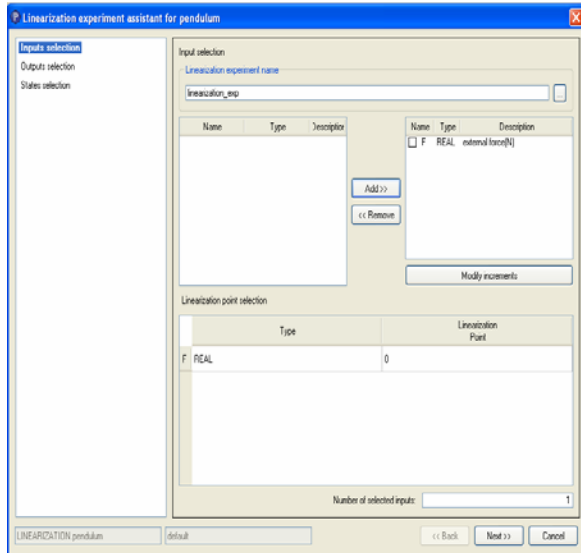 Linearization experiment assistant for pendulum
Inputs selection
Outputs selection
States selection
Input selection
Linearization experiment name
linearization_exp
...
Name Type Description
Name Type Description
F REAL external force(N)
Add >>
<< Remove
Modify increments
Linearization point selection
Type Linearization
Point
F REAL 0
Number of selected inputs: 1
LINEARIZATION pendulum default
<< Back Next >> Cancel